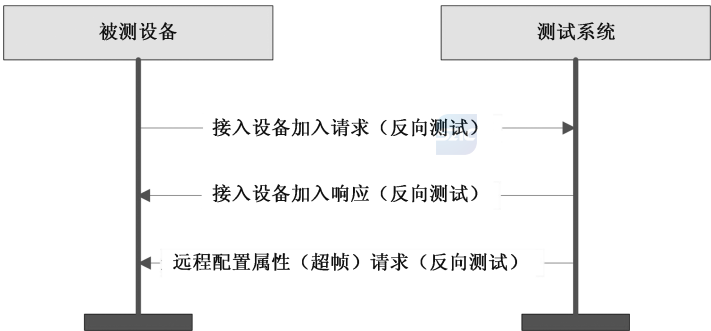 被测设备
测试系统
接入设备加入请求（反向测试）
接入设备加入响应（反向测试）
远程配置属性（超帧）请求（反向测试）